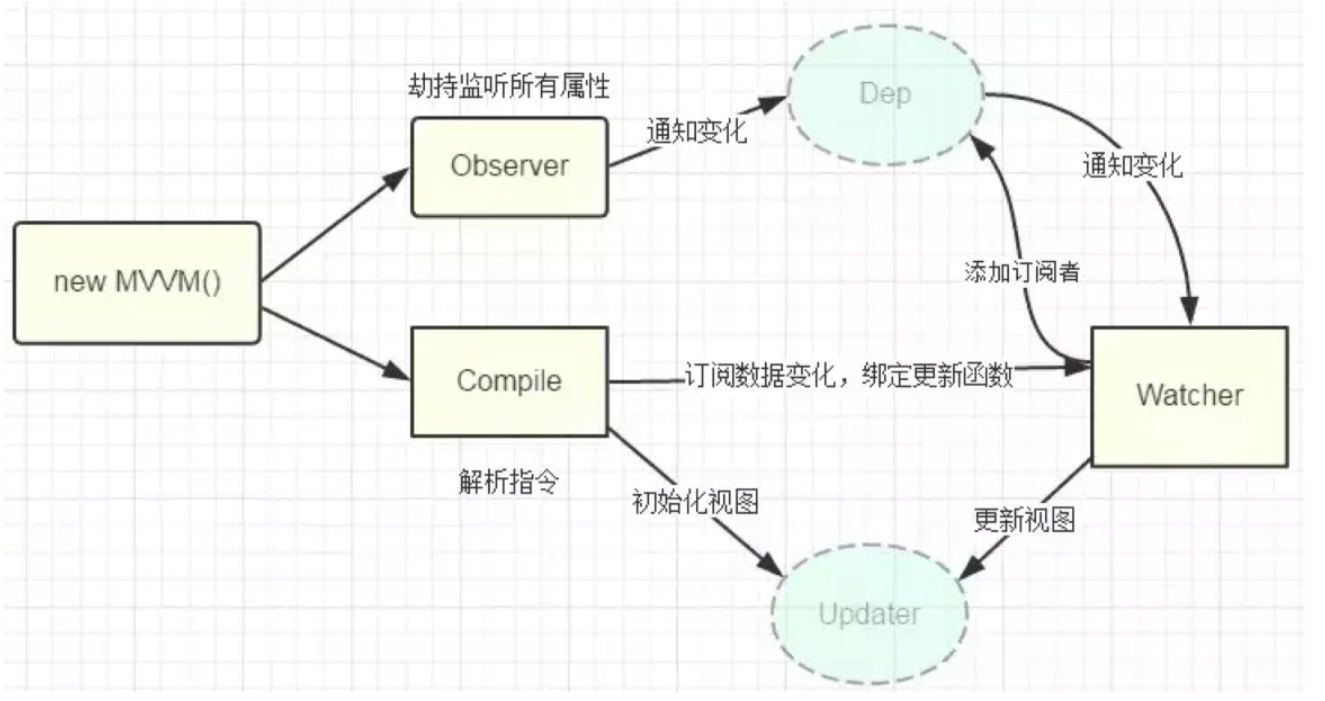 Dep
劫持监听所有属性
通知变化
Observer
通知变化
new MVVM()
添加订阅者
Compile
订阅数据变化，绑定更新函数
Watcher
解析指令
初始化视图
更新视图
Updater